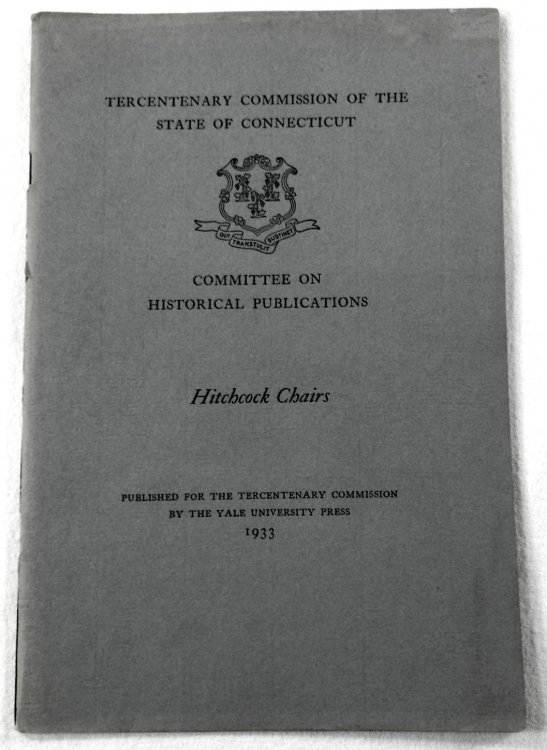 TERCENTENARY COMMISSION OF THE
STATE OF CONNECTICUT
QUI TRANSTULIT SUSTINET
COMMITTEE ON
HISTORICAL PUBLICATIONS
Hitchcock Chairs
PUBLISHED FOR THE TERCENTENARY COMMISSION
BY THE YALE UNIVERSITY PRESS
1933